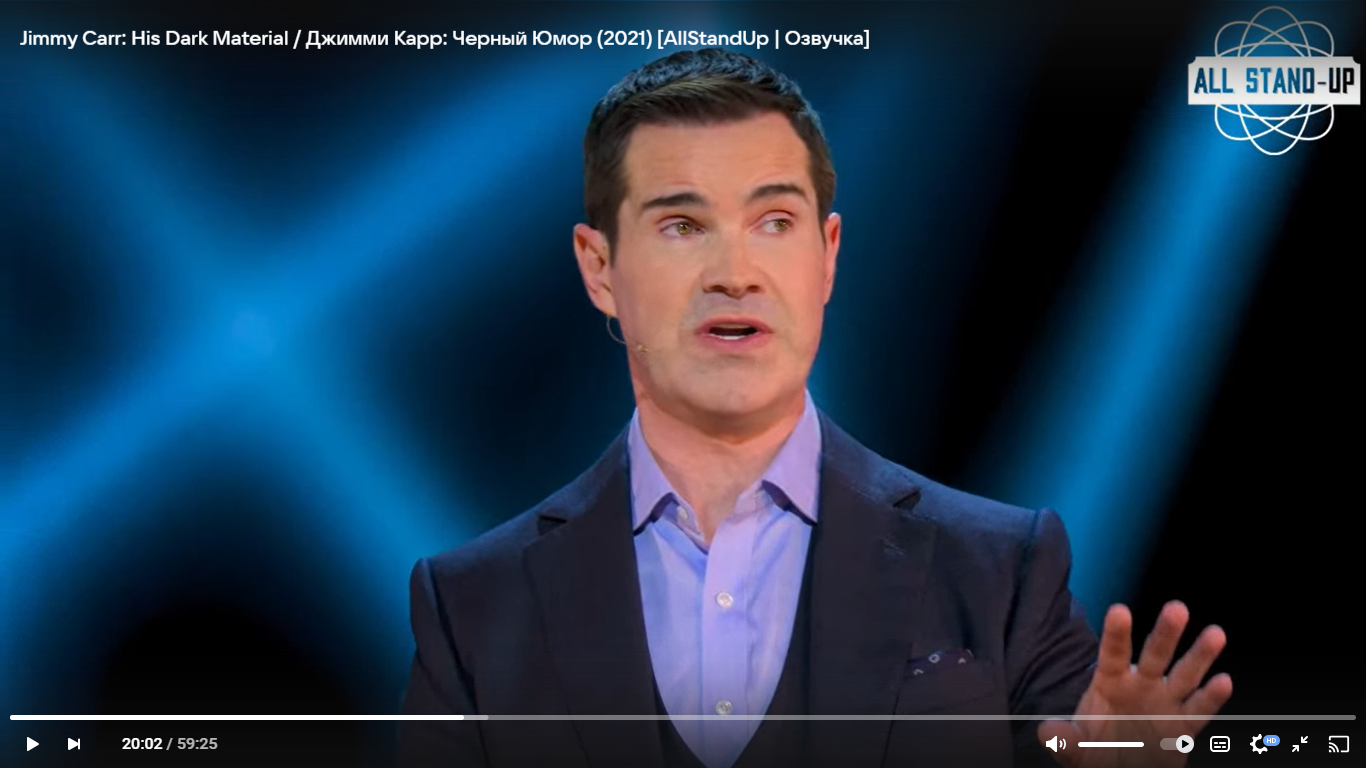 Jimmy Carr: His Dark Material / Джимми Карр: Черный Юмор (2021) [AllStandUp | Озвучка]
ALL STAND-UP
20:02 / 59:25
HD